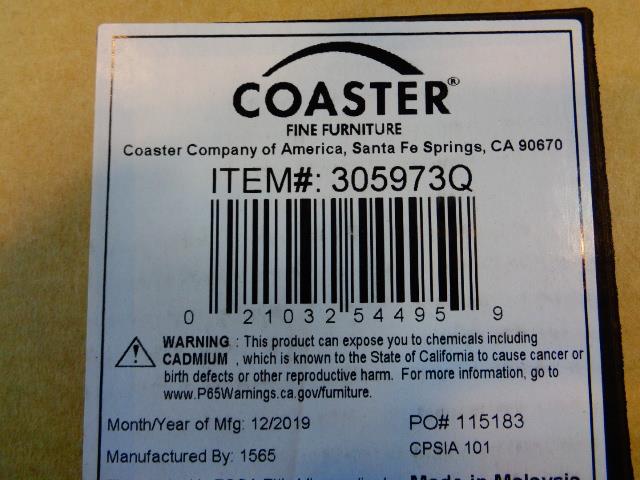 COASTER®
FINE FURNITURE
Coaster Company of America, Santa Fe Springs, CA 90670
ITEM#: 305973Q
0 21032 54495 9
WARNING : This product can expose you to chemicals including
CADMIUM , which is known to the State of California to cause cancer or
birth defects or other reproductive harm. For more information, go to
www.P65Warnings.ca.gov/furniture.
Month/Year of Mfg: 12/2019
PO# 115183
Manufactured By: 1565
CPSIA 101
Made in Malaysia